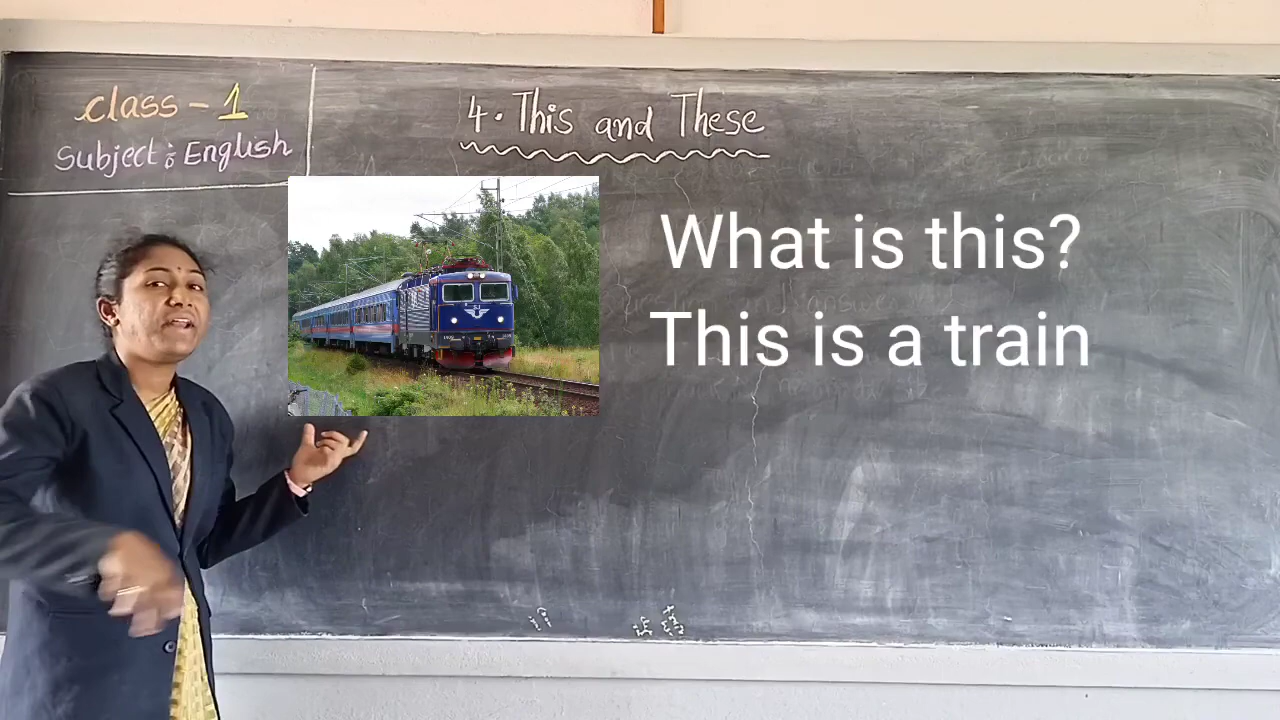 class - 1
Subject : English
4. This and These
What is this?
This is a train